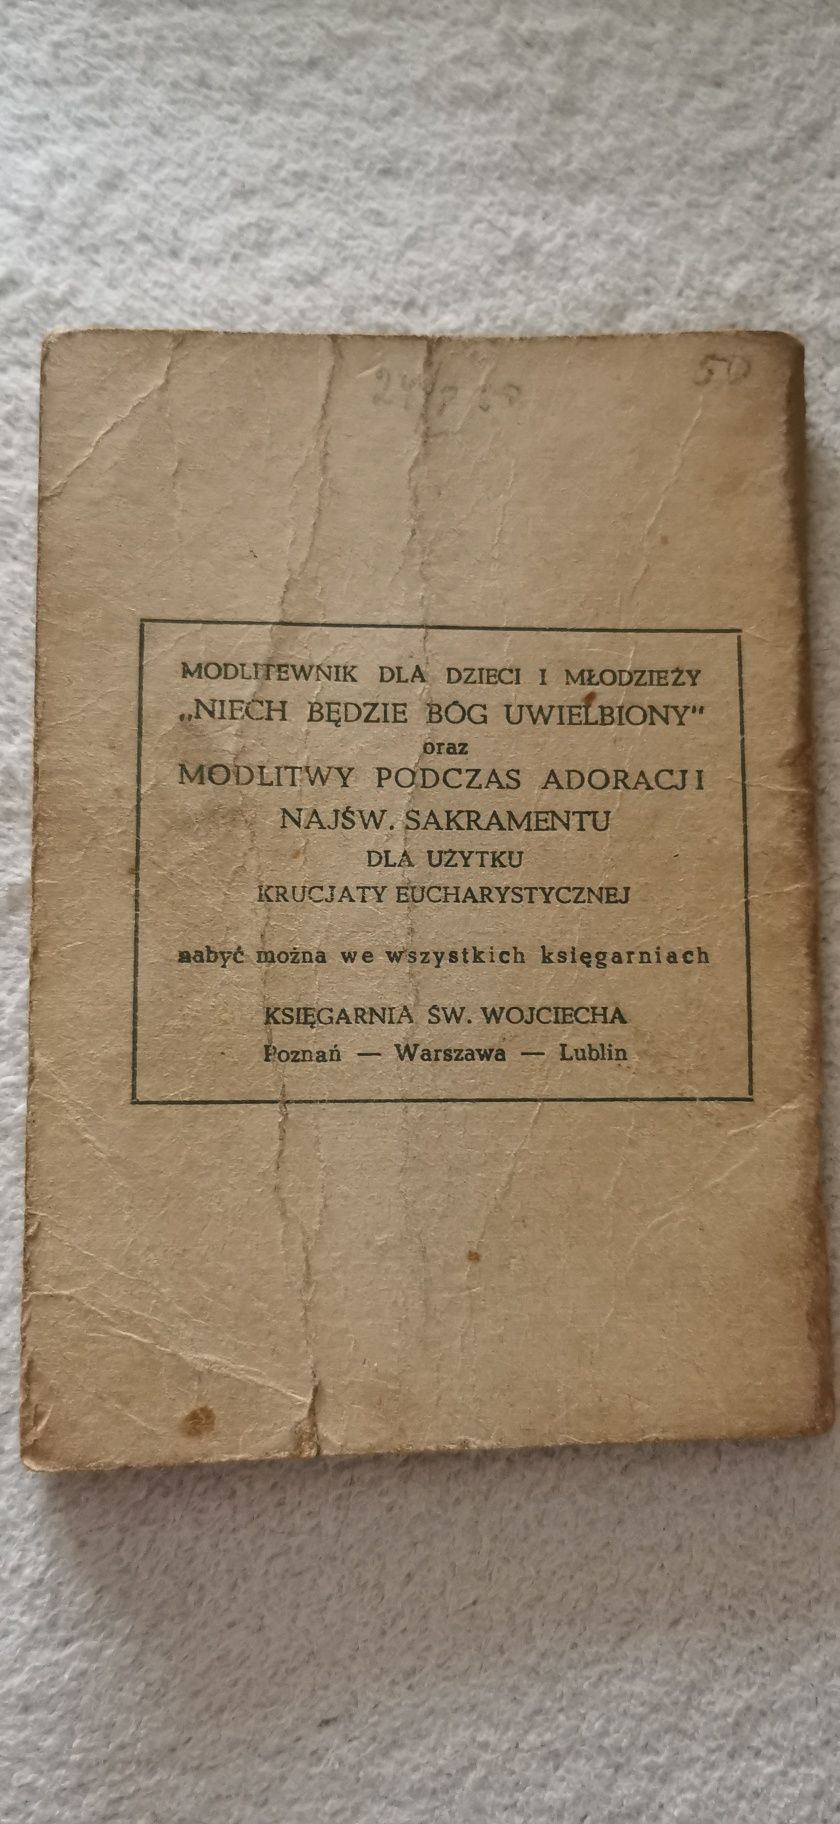 50
MODLITEWNIK DLA DZIECI I MŁODZIEŻY
„NIECH BĘDZIE BÓG UWIELBIONY"
oraz
MODLITWY PODCZAS ADORACJI
NAJŚW. SAKRAMENTU
DLA UŻYTKU
KRUCJATY EUCHARYSTYCZNEJ
nabyć można we wszystkich księgarniach
KSIĘGARNIA ŚW. WOJCIECHA
Poznań — Warszawa — Lublin